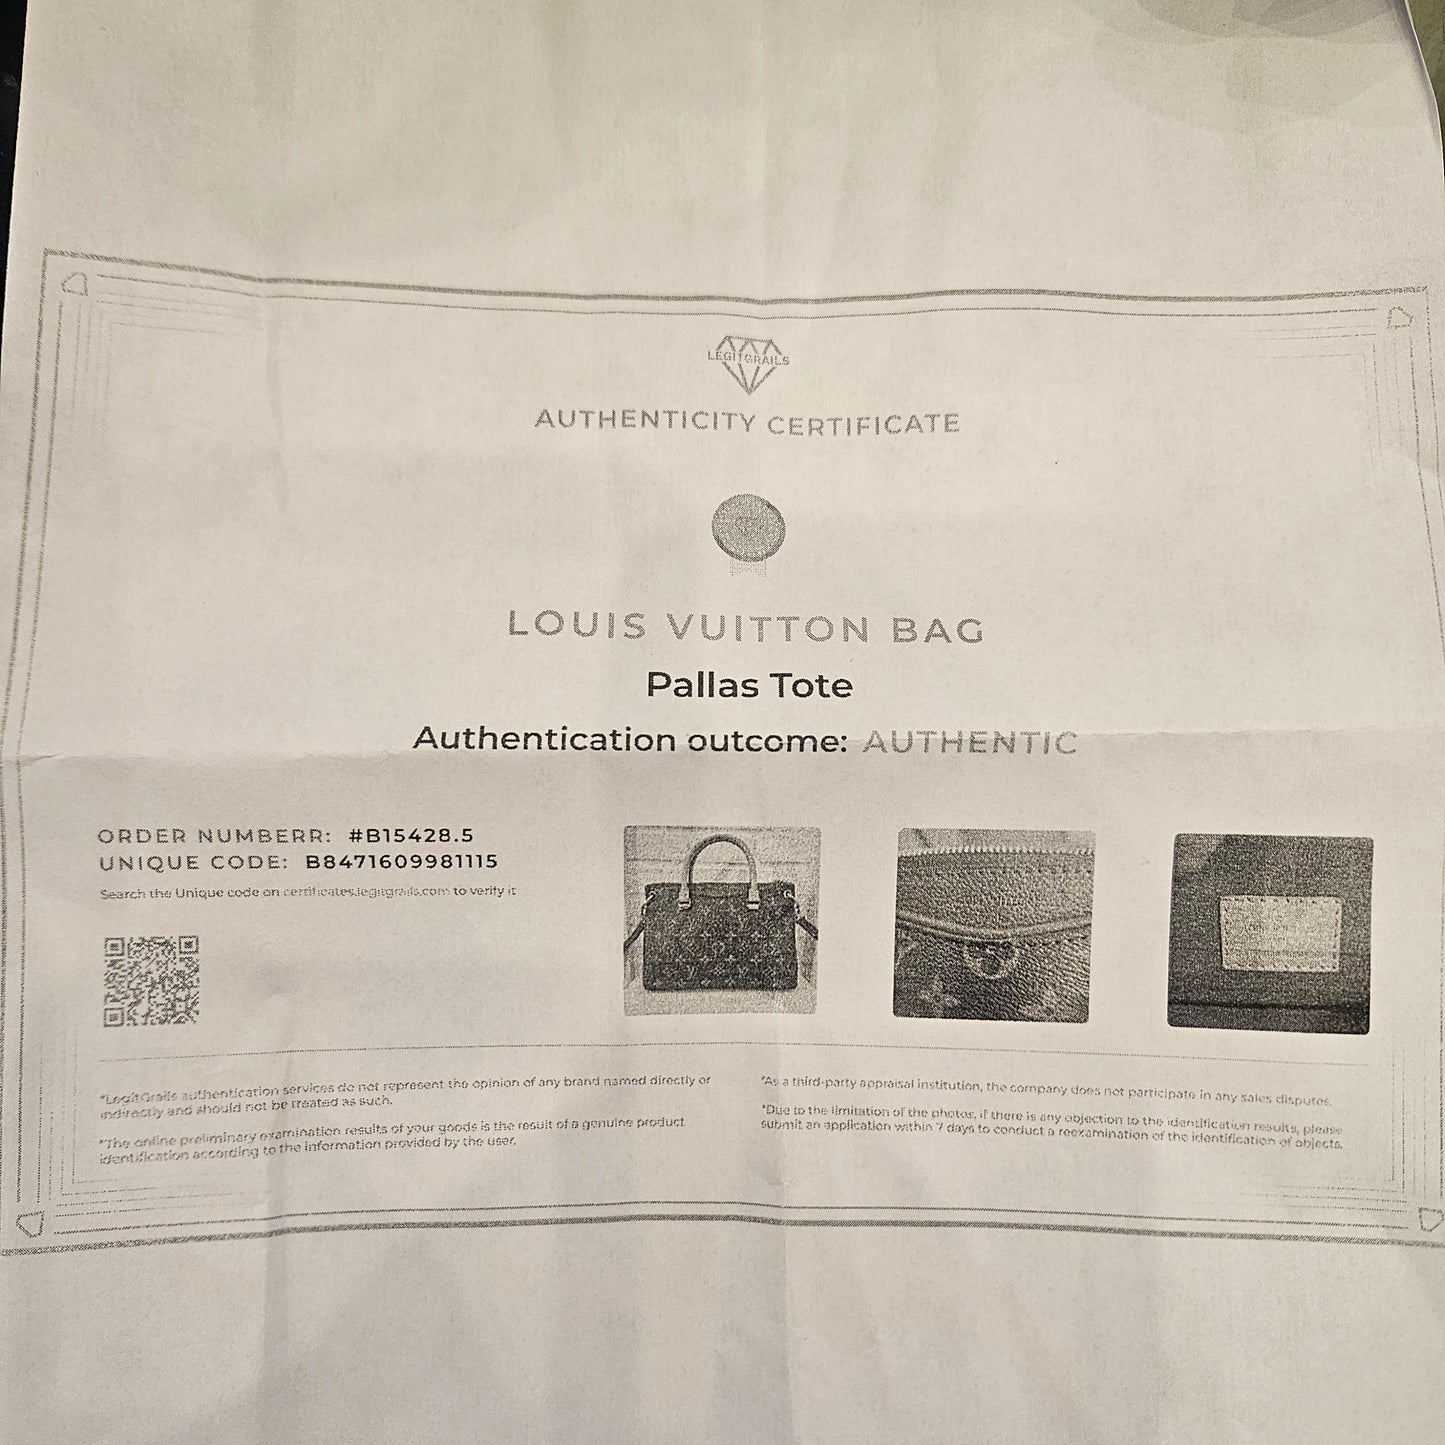 LEGITGRAILS
AUTHENTICITY CERTIFICATE
LOUIS VUITTON BAG
Pallas Tote
Authentication outcome: AUTHENTIC
ORDER NUMBERR: #B15428.5
UNIQUE CODE: B8471609981115
Search the Unique code on certificates.legitgrails.com to verify it
*LegitGrails authentication services do not represent the opinion of any brand named directly or
indirectly and should not be treated as such.
*The online preliminary examination results of your goods is the result of a genuine product
identification according to the information provided by the user.
*As a third-party appraisal institution, the company does not participate in any sales disputes.
*Due to the limitation of the photos, if there is any objection to the identification results, please
submit an application within 7 days to conduct a reexamination of the identification of objects.